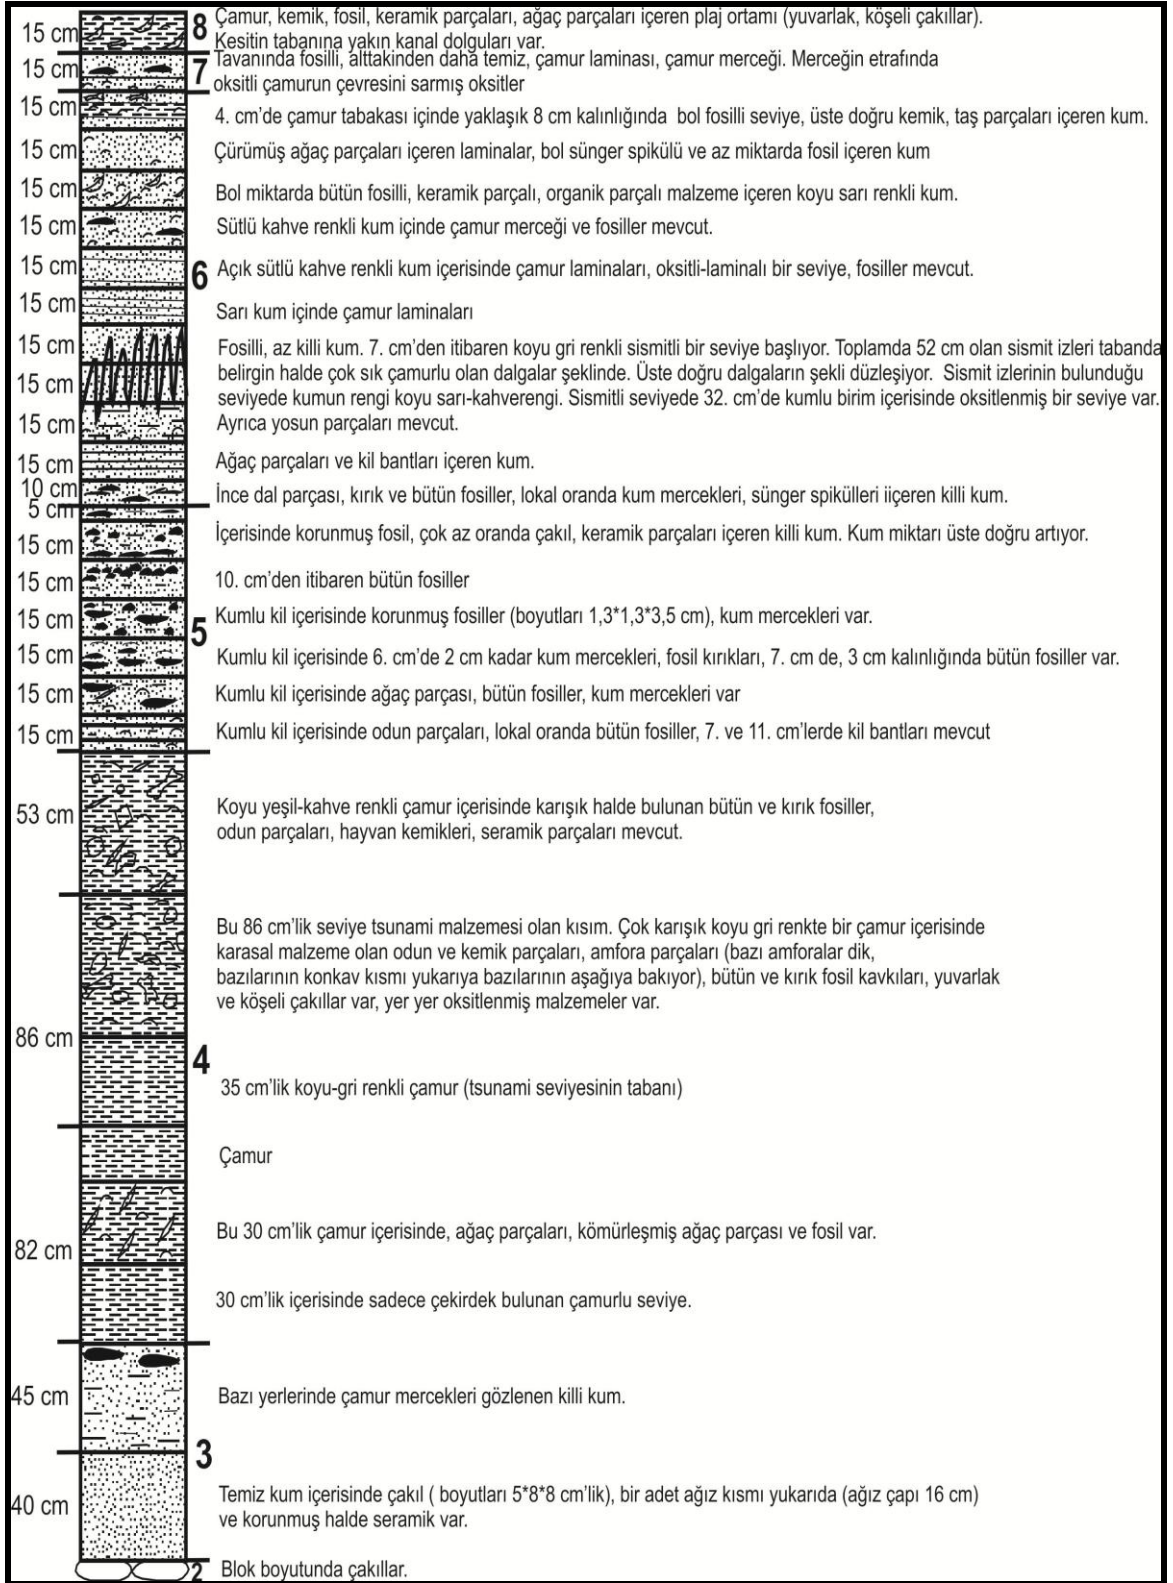 15 cm 8 Çamur, kemik, fosil, keramik parçaları, ağaç parçaları içeren plaj ortamı (yuvarlak, köşeli çakıllar).
Kesitin tabanına yakın kanal dolguları var.
15 cm 7 Tavanında fosilli, alttakinden daha temiz, çamur laminası, çamur merceği. Merceğin etrafında
oksitli çamurun çevresini sarmış oksitler
15 cm 4. cm'de çamur tabakası içinde yaklaşık 8 cm kalınlığında bol fosilli seviye, üste doğru kemik, taş parçaları içeren kum.
15 cm Çürümüş ağaç parçaları içeren laminalar, bol sünger spikülü ve az miktarda fosil içeren kum
15 cm Bol miktarda bütün fosilli, keramik parçalı, organik parçalı malzeme içeren koyu sarı renkli kum.
15 cm Sütlü kahve renkli kum içinde çamur merceği ve fosiller mevcut.
15 cm 6 Açık sütlü kahve renkli kum içerisinde çamur laminaları, oksitli-laminalı bir seviye, fosiller mevcut.
15 cm Sarı kum içinde çamur laminaları
15 cm Fosilli, az killi kum. 7. cm'den itibaren koyu gri renkli sismitli bir seviye başlıyor. Toplamda 52 cm olan sismit izleri tabanda
15 cm belirgin halde çok sık çamurlu olan dalgalar şeklinde. Üste doğru dalgaların şekli düzleşiyor. Sismit izlerinin bulunduğu
seviyede kumun rengi koyu sarı-kahverengi. Sismitli seviyede 32. cm'de kumlu birim içerisinde oksitlenmiş bir seviye var.
15 cm Ayrıca yosun parçaları mevcut.
15 cm Ağaç parçaları ve kil bantları içeren kum.
10 cm İnce dal parçası, kırık ve bütün fosiller, lokal oranda kum mercekleri, sünger spikülleri iiçeren killi kum.
5 cm
15 cm İçerisinde korunmuş fosil, çok az oranda çakıl, keramik parçaları içeren killi kum. Kum miktarı üste doğru artıyor.
15 cm 10. cm'den itibaren bütün fosiller
15 cm 5 Kumlu kil içerisinde korunmuş fosiller (boyutları 1,3*1,3*3,5 cm), kum mercekleri var.
15 cm Kumlu kil içerisinde 6. cm'de 2 cm kadar kum mercekleri, fosil kırıkları, 7. cm de, 3 cm kalınlığında bütün fosiller var.
15 cm Kumlu kil içerisinde ağaç parçası, bütün fosiller, kum mercekleri var
15 cm Kumlu kil içerisinde odun parçaları, lokal oranda bütün fosiller, 7. ve 11. cm'lerde kil bantları mevcut
53 cm Koyu yeşil-kahve renkli çamur içerisinde karışık halde bulunan bütün ve kırık fosiller,
odun parçaları, hayvan kemikleri, seramik parçaları mevcut.
Bu 86 cm'lik seviye tsunami malzemesi olan kısım. Çok karışık koyu gri renkte bir çamur içerisinde
karasal malzeme olan odun ve kemik parçaları, amfora parçaları (bazı amforalar dik,
bazılarının konkav kısmı yukarıya bazılarının aşağıya bakıyor), bütün ve kırık fosil kavkıları, yuvarlak
ve köşeli çakıllar var, yer yer oksitlenmiş malzemeler var.
86 cm 4
35 cm'lik koyu-gri renkli çamur (tsunami seviyesinin tabanı)
Çamur
Bu 30 cm'lik çamur içerisinde, ağaç parçaları, kömürleşmiş ağaç parçası ve fosil var.
82 cm
30 cm'lik içerisinde sadece çekirdek bulunan çamurlu seviye.
45 cm Bazı yerlerinde çamur mercekleri gözlenen killi kum.
3
40 cm Temiz kum içerisinde çakıl ( boyutları 5*8*8 cm'lik), bir adet ağız kısmı yukarıda (ağız çapı 16 cm)
ve korunmuş halde seramik var.
2 Blok boyutunda çakıllar.